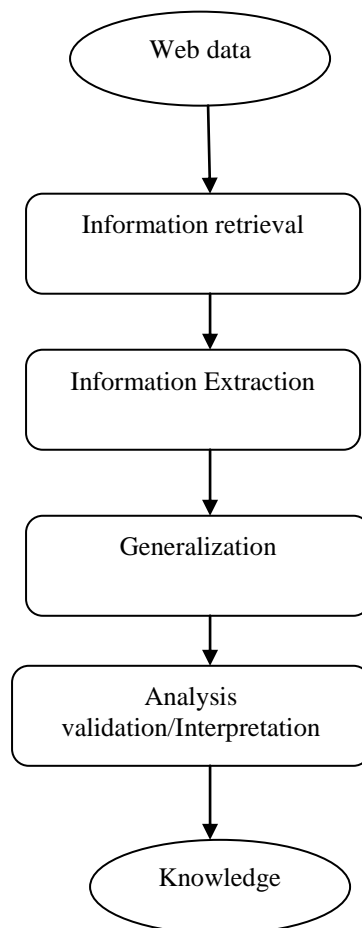 Web data
Information retrieval
Information Extraction
Generalization
Analysis
validation/Interpretation
Knowledge